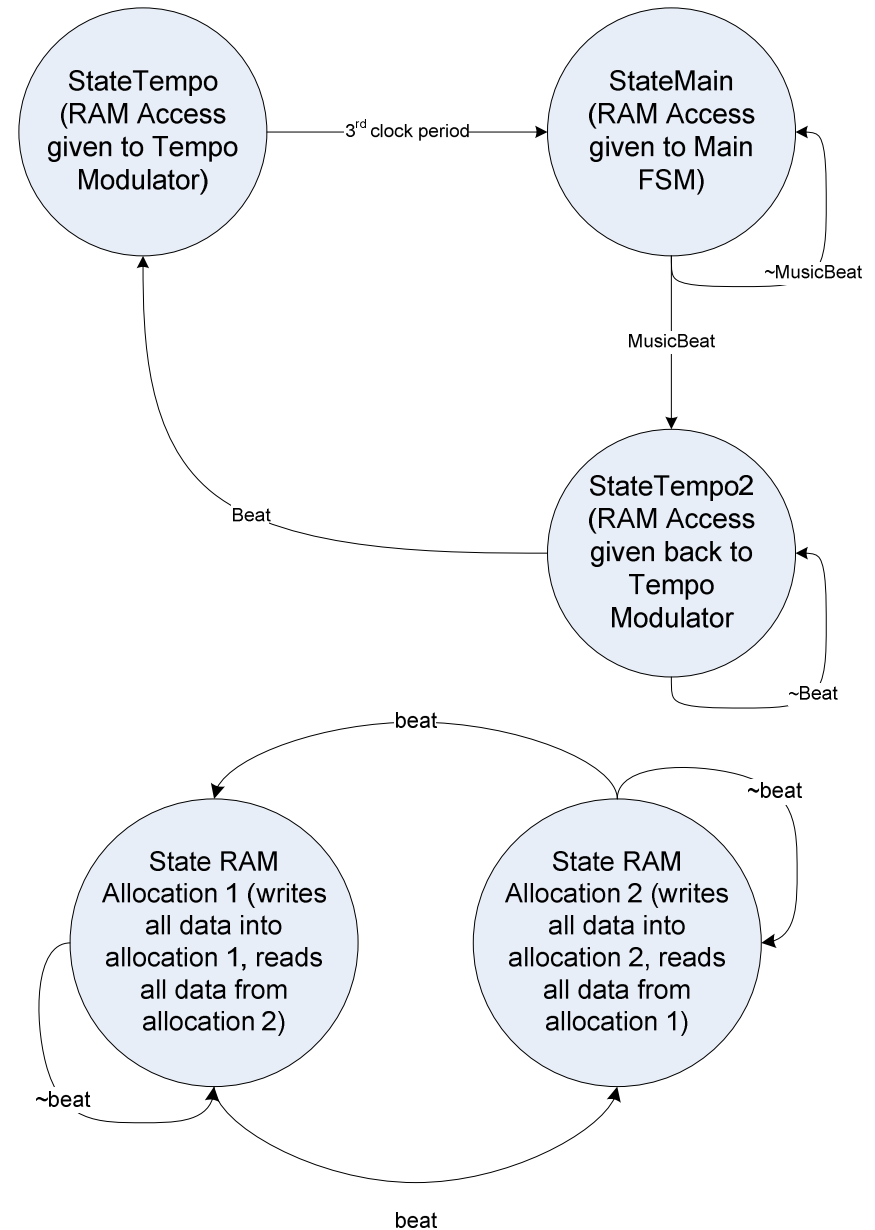 StateTempo
(RAM Access
given to Tempo
Modulator)
3rd clock period
StateMain
(RAM Access
given to Main
FSM)
~MusicBeat
MusicBeat
StateTempo2
(RAM Access
given back to
Tempo
Modulator
Beat
~Beat
beat
~beat
State RAM
Allocation 1 (writes
all data into
allocation 1, reads
all data from
allocation 2)
State RAM
Allocation 2 (writes
all data into
allocation 2, reads
all data from
allocation 1)
~beat
beat